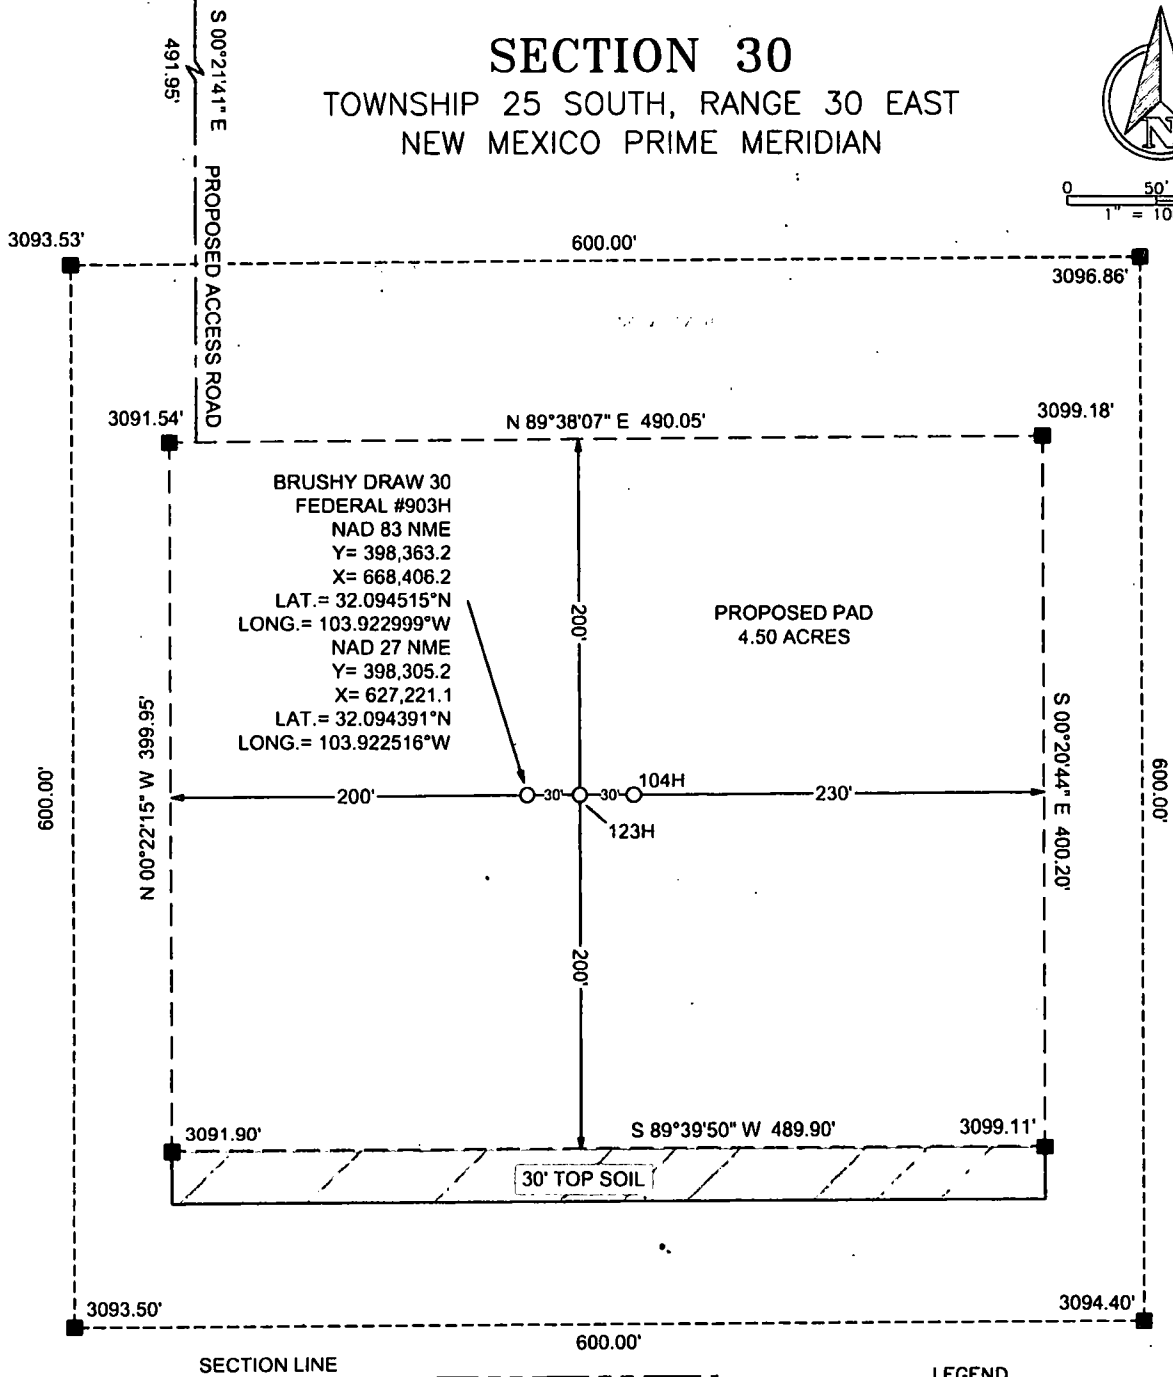 SECTION 30
TOWNSHIP 25 SOUTH, RANGE 30 EAST
NEW MEXICO PRIME MERIDIAN
N
0 50'
1" = 10
S 00°21'41" E
491.95'
PROPOSED ACCESS ROAD
3093.53'
600.00'
3096.86'
3091.54'
N 89°38'07" E 490.05'
3099.18'
BRUSHY DRAW 30
FEDERAL #903H
NAD 83 NME
Y= 398,363.2
X= 668,406.2
LAT.= 32.094515°N
LONG.= 103.922999°W
NAD 27 NME
Y= 398,305.2
X= 627,221.1
LAT.= 32.094391°N
LONG.= 103.922516°W
200'
PROPOSED PAD
4.50 ACRES
600.00'
N 00°22'15" W 399.95'
200'
30'
30'
104H
230'
123H
S 00°20'44" E 400.20'
600.00'
200'
3091.90'
S 89°39'50" W 489.90'
3099.11'
30' TOP SOIL
3093.50'
3094.40'
600.00'
SECTION LINE
LEGEND